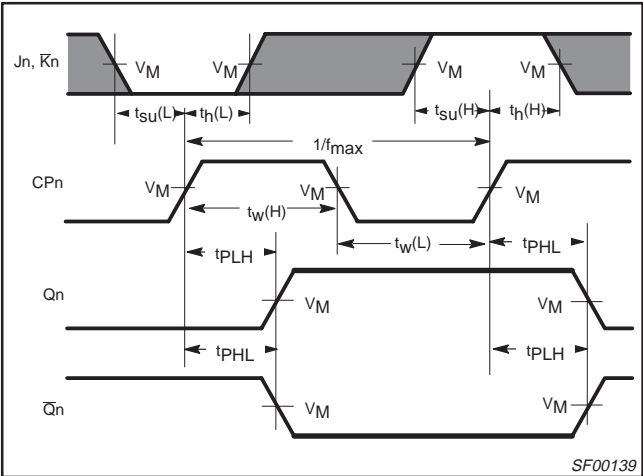 Jn, K̅n
VM VM VM VM
tsu(L) th(L) tsu(H) th(H)
1/fmax
CPn
VM VM VM
tw(H)
tw(L)
tPLH tPHL
Qn
VM VM
tPHL tPLH
Q̅n
VM VM
SF00139